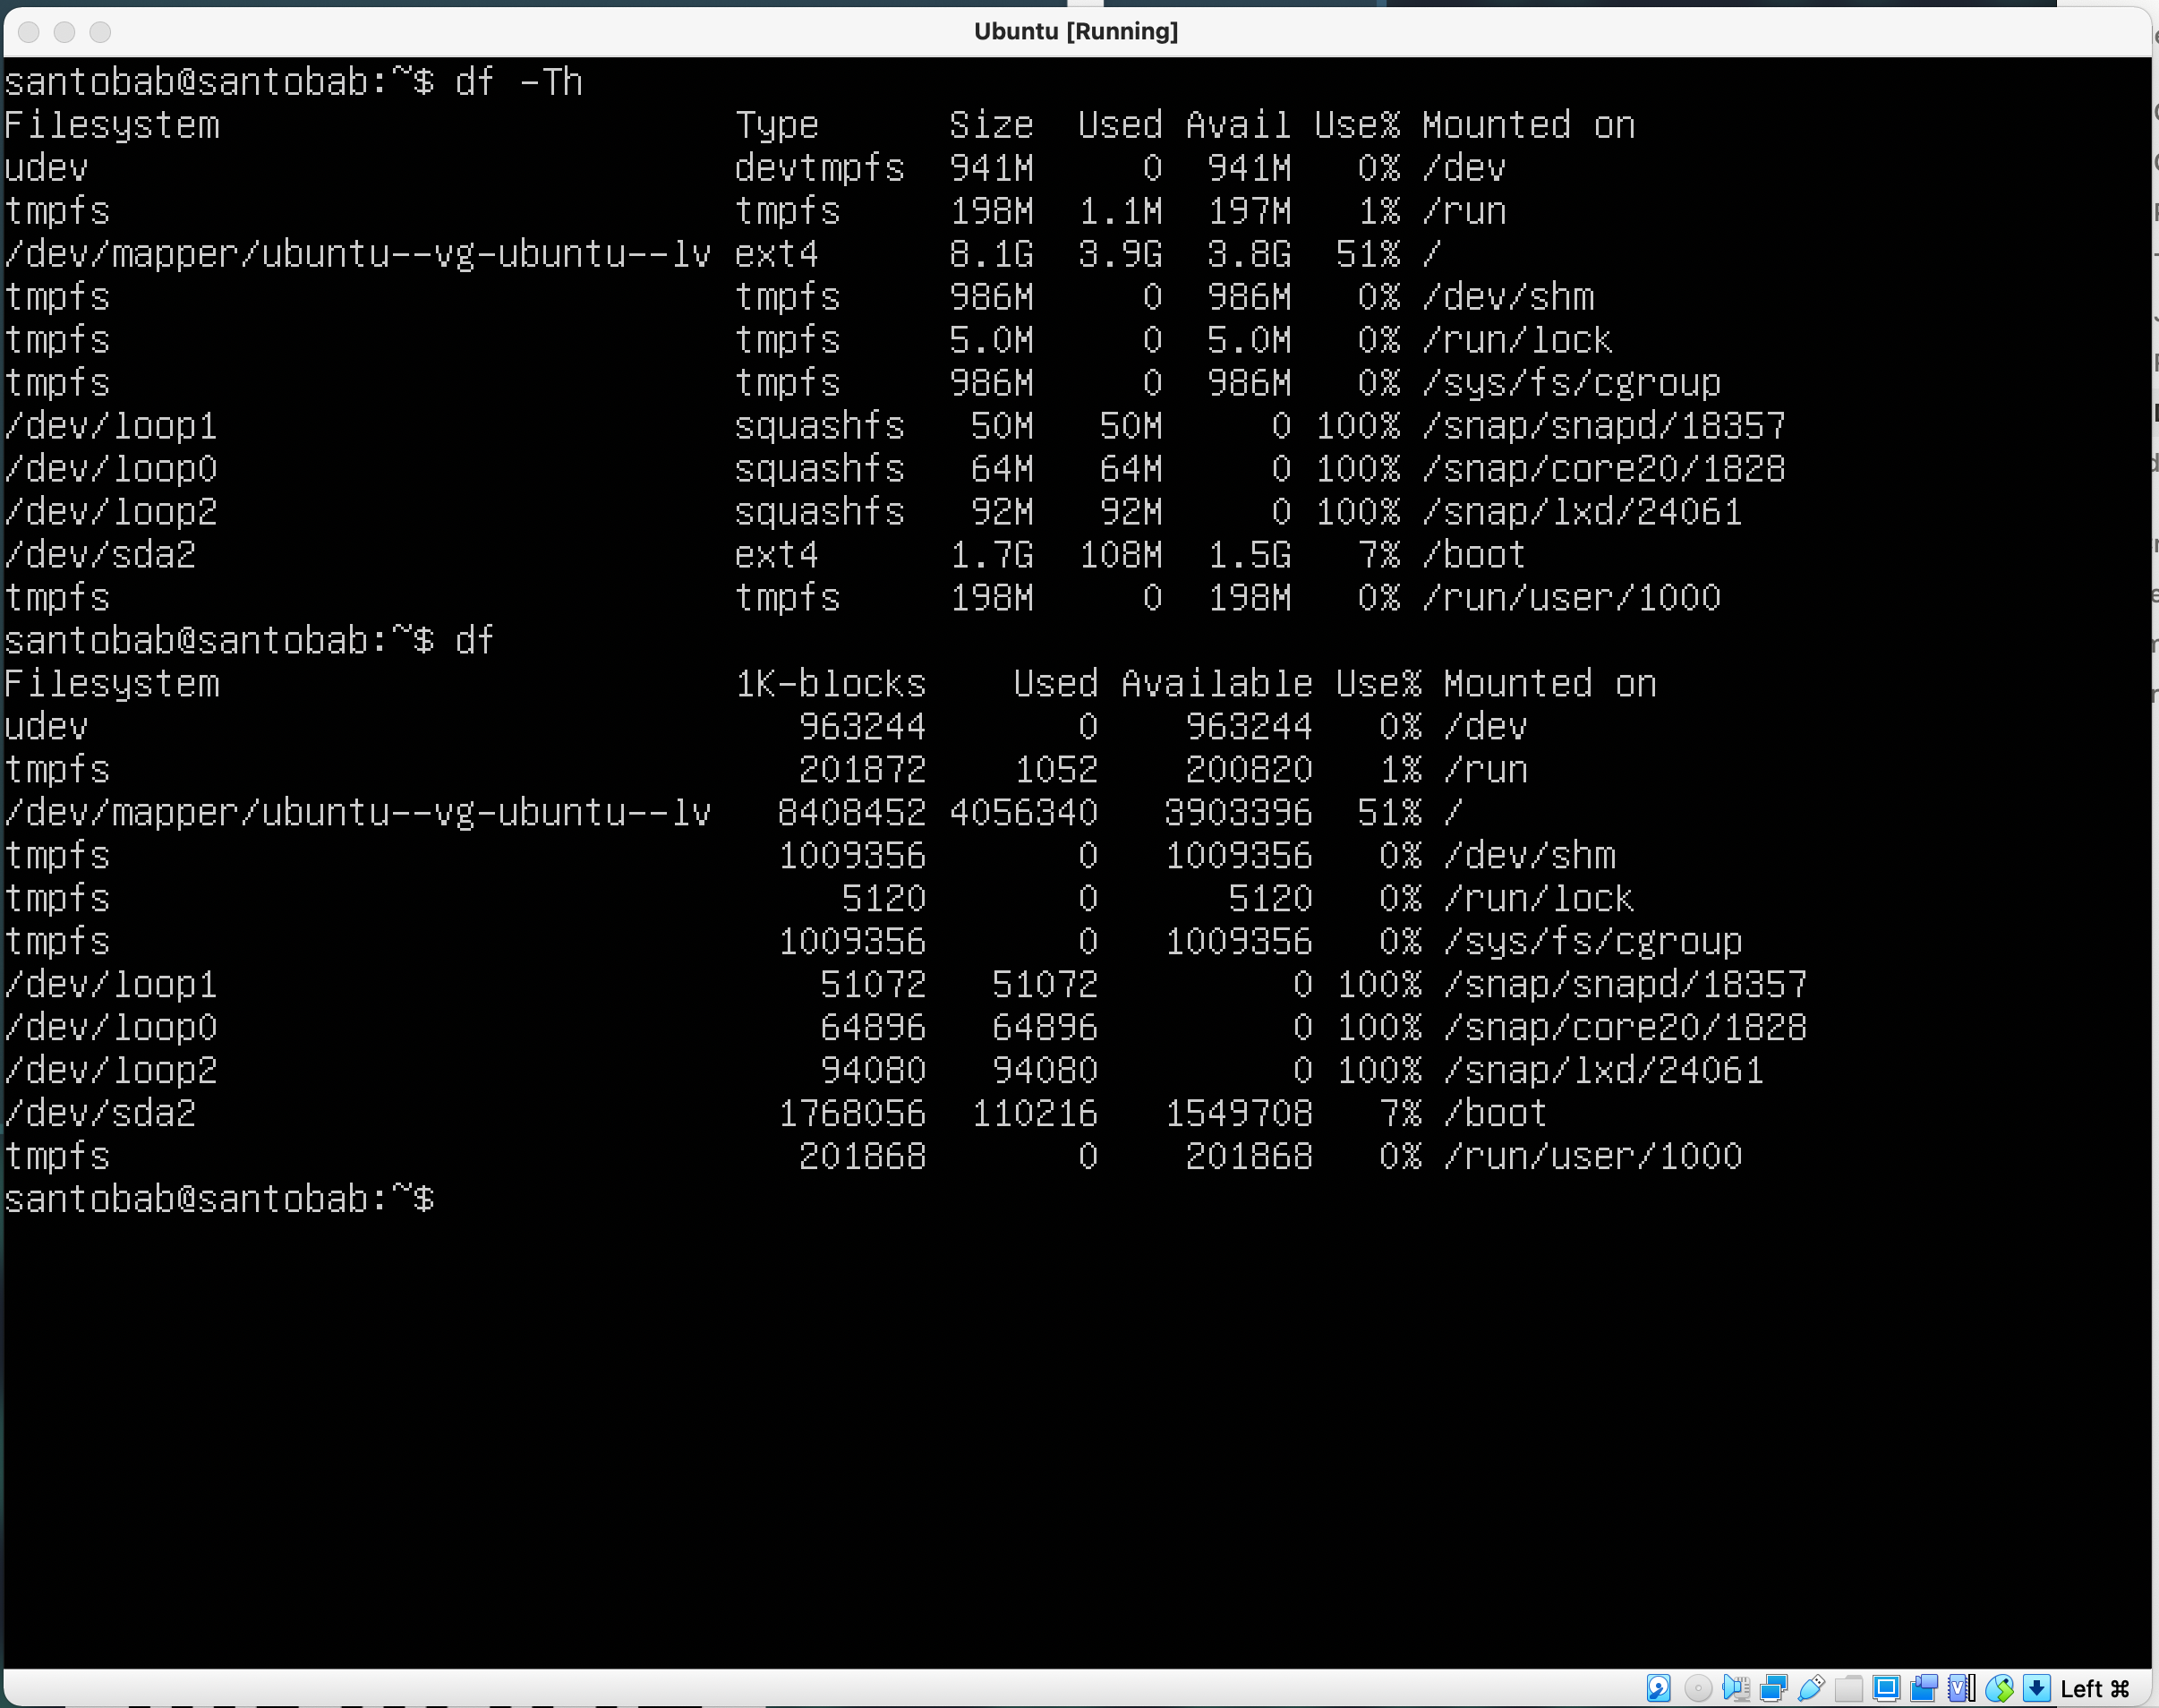 Ubuntu [Running]
santobab@santobab:~$ df -Th
Filesystem                        Type      Size  Used Avail Use% Mounted on
udev                              devtmpfs  941M     0  941M   0% /dev
tmpfs                             tmpfs     198M  1.1M  197M   1% /run
/dev/mapper/ubuntu--vg-ubuntu--lv ext4      8.1G  3.9G  3.8G  51% /
tmpfs                             tmpfs     986M     0  986M   0% /dev/shm
tmpfs                             tmpfs     5.0M     0  5.0M   0% /run/lock
tmpfs                             tmpfs     986M     0  986M   0% /sys/fs/cgroup
/dev/loop1                        squashfs   50M   50M     0 100% /snap/snapd/18357
/dev/loop0                        squashfs   64M   64M     0 100% /snap/core20/1828
/dev/loop2                        squashfs   92M   92M     0 100% /snap/lxd/24061
/dev/sda2                         ext4      1.7G  108M  1.5G   7% /boot
tmpfs                             tmpfs     198M     0  198M   0% /run/user/1000
santobab@santobab:~$ df
Filesystem                        1K-blocks    Used Available Use% Mounted on
udev                                 963244       0    963244   0% /dev
tmpfs                                201872    1052    200820   1% /run
/dev/mapper/ubuntu--vg-ubuntu--lv   8408452 4056340   3903396  51% /
tmpfs                               1009356       0   1009356   0% /dev/shm
tmpfs                                  5120       0      5120   0% /run/lock
tmpfs                               1009356       0   1009356   0% /sys/fs/cgroup
/dev/loop1                            51072   51072         0 100% /snap/snapd/18357
/dev/loop0                            64896   64896         0 100% /snap/core20/1828
/dev/loop2                            94080   94080         0 100% /snap/lxd/24061
/dev/sda2                           1768056  110216   1549708   7% /boot
tmpfs                                201868       0    201868   0% /run/user/1000
santobab@santobab:~$
Left ⌘